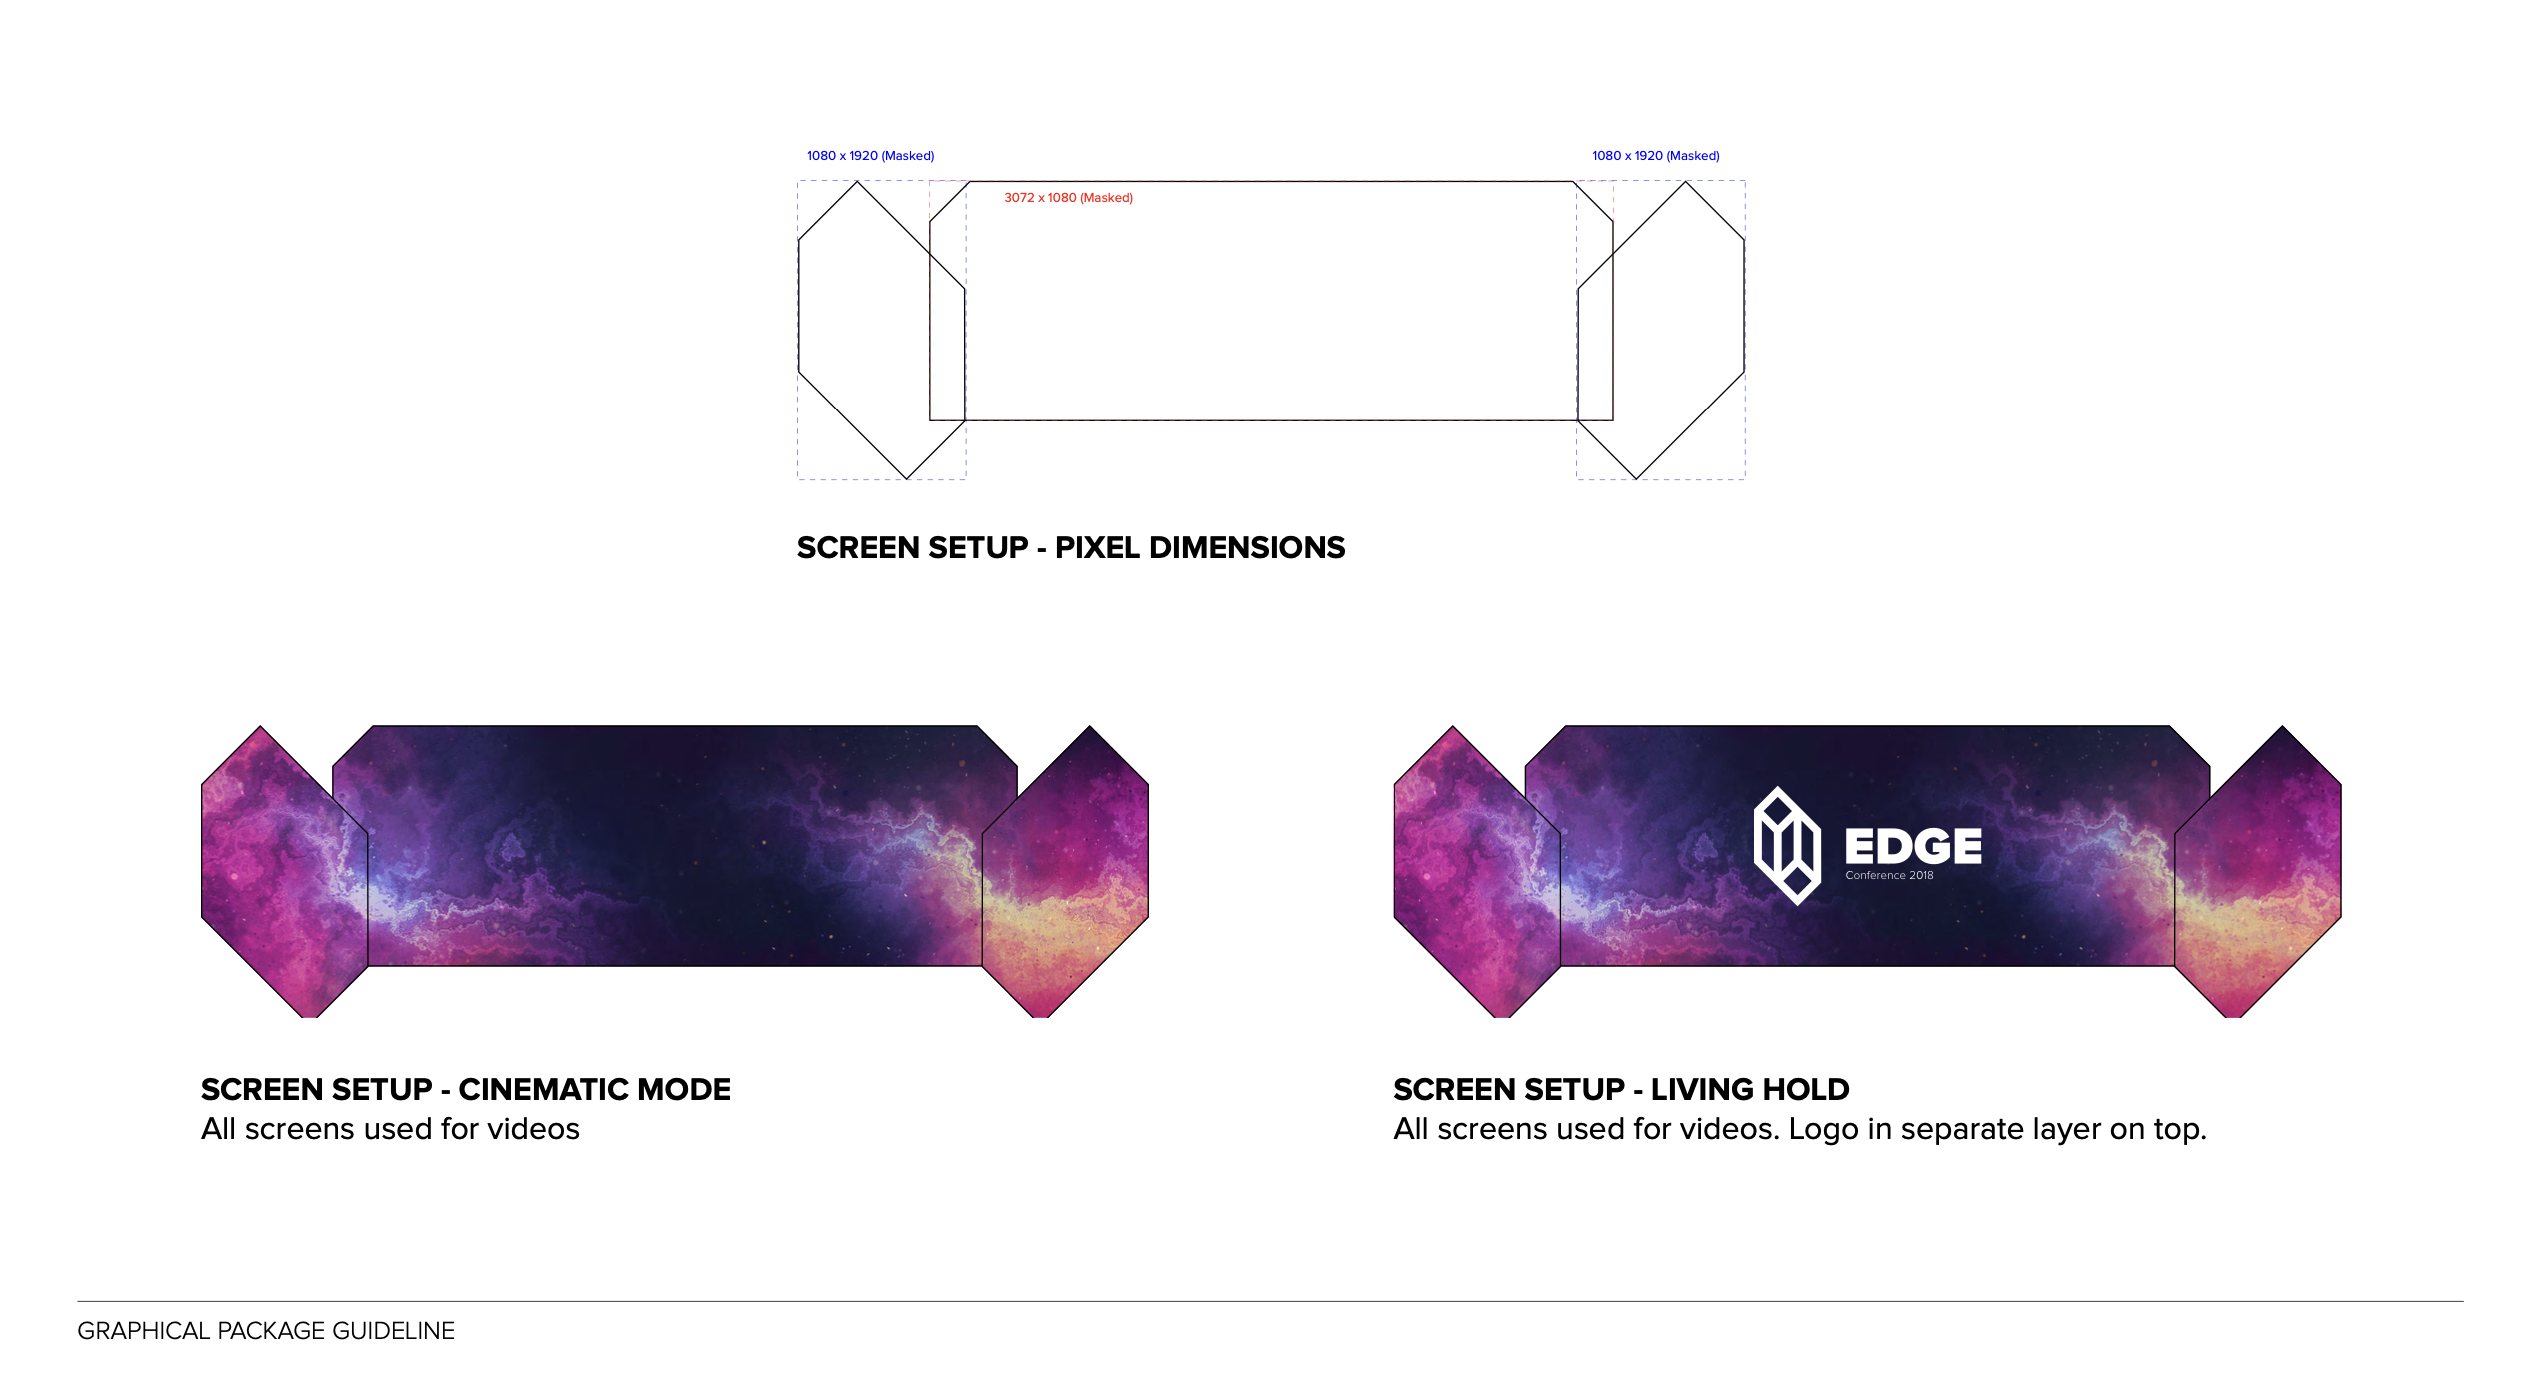 1080 x 1920 (Masked)
1080 x 1920 (Masked)
3072 x 1080 (Masked)
SCREEN SETUP - PIXEL DIMENSIONS
EDGE
Conference 2018
SCREEN SETUP - CINEMATIC MODE
All screens used for videos
SCREEN SETUP - LIVING HOLD
All screens used for videos. Logo in separate layer on top.
GRAPHICAL PACKAGE GUIDELINE